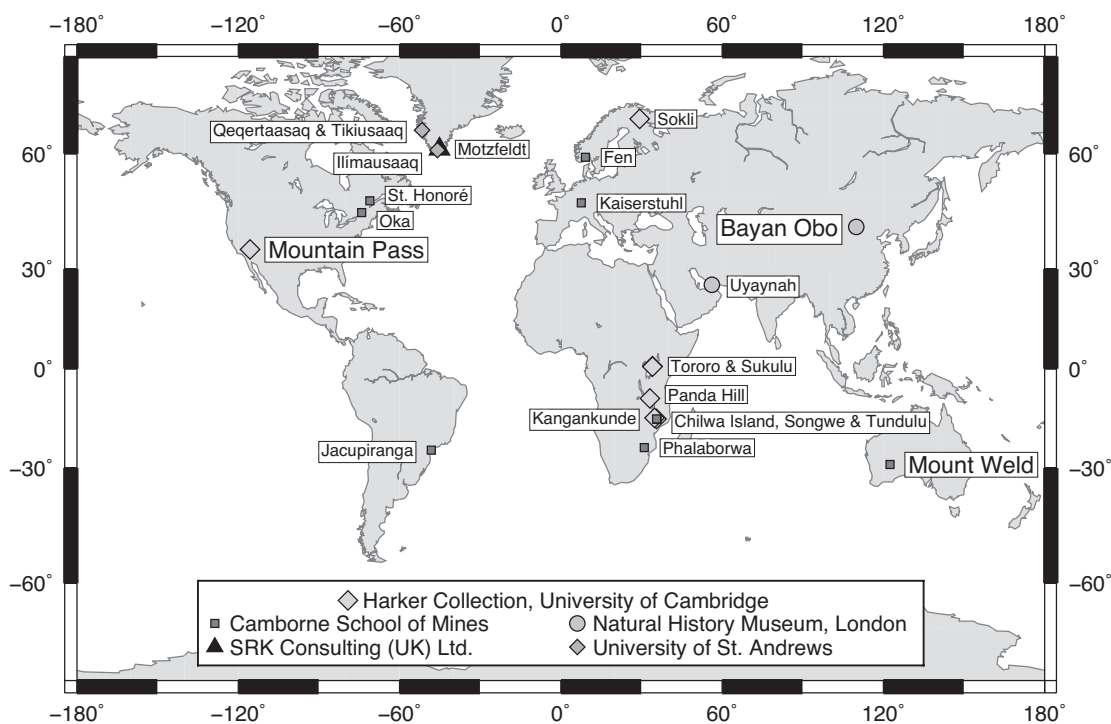 −180˚ −120˚ −60˚ 0˚ 60˚ 120˚ 180˚
Qeqertaasaq & Tikiusaaq
Sokli
Motzfeldt
60˚ 60˚
Ilímausaaq
Fen
St. Honoré
Kaiserstuhl
Oka
Bayan Obo
Mountain Pass
30˚ 30˚
Uyaynah
0˚ 0˚
Tororo & Sukulu
Panda Hill
Kangankunde
Chilwa Island, Songwe & Tundulu
Jacupiranga
Phalaborwa
Mount Weld
−30˚ −30˚
−60˚ −60˚
Harker Collection, University of Cambridge
Camborne School of Mines Natural History Museum, London
SRK Consulting (UK) Ltd. University of St. Andrews
−180˚ −120˚ −60˚ 0˚ 60˚ 120˚ 180˚